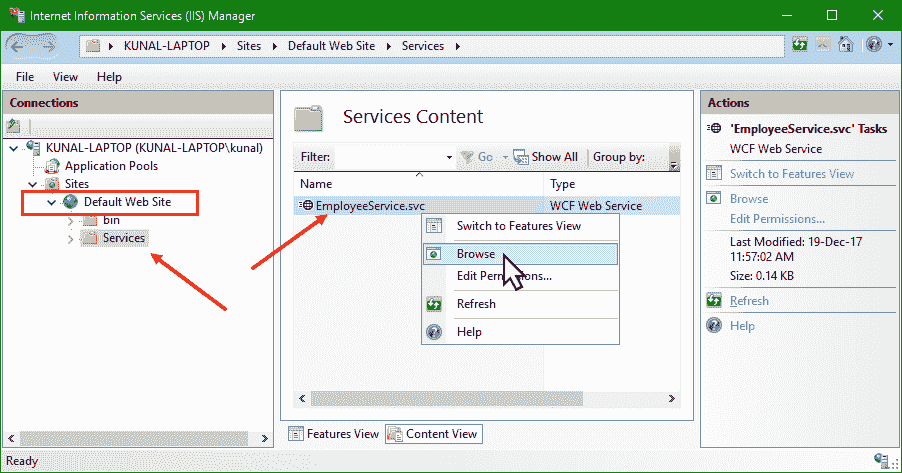 Internet Information Services (IIS) Manager
KUNAL-LAPTOP Sites Default Web Site Services
File View Help
Connections
KUNAL-LAPTOP (KUNAL-LAPTOP\kunal)
Application Pools
Sites
Default Web Site
bin
Services
Services Content
Filter: Go Show All Group by:
Name Type
EmployeeService.svc WCF Web Service
Switch to Features View
Browse
Edit Permissions...
Refresh
Help
Features View Content View
Actions
'EmployeeService.svc' Tasks
WCF Web Service
Switch to Features View
Browse
Edit Permissions...
Last Modified: 19-Dec-17
11:57:02 AM
Size: 0.14 KB
Refresh
Help
Ready